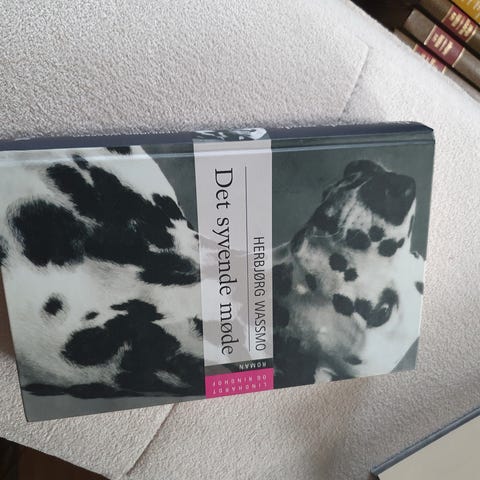 HERBJØRG WASSMO
Det syvende møde
ROMAN
LINDHARDT
OG RINGHOF